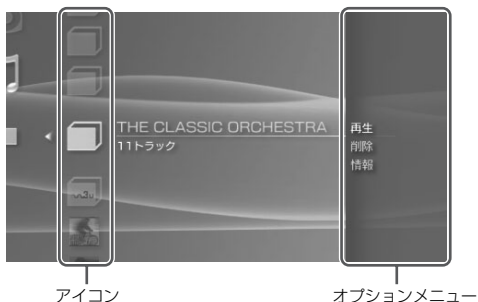 THE CLASSIC ORCHESTRA
11トラック
再生
削除
情報
アイコン
オプションメニュー